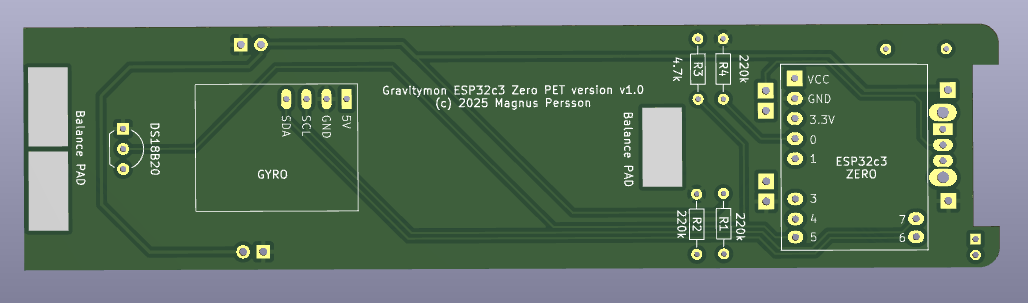 Gravitymon ESP32c3 Zero PET version v1.0
(c) 2025 Magnus Persson
Balance PAD
DS18B20
SDA
SCL
GND
5V
GYRO
Balance PAD
4.7k
R3
R4
220k
220k
R2
R1
220k
VCC
GND
3.3V
0
1
3
4
5
ESP32c3
ZERO
7
6